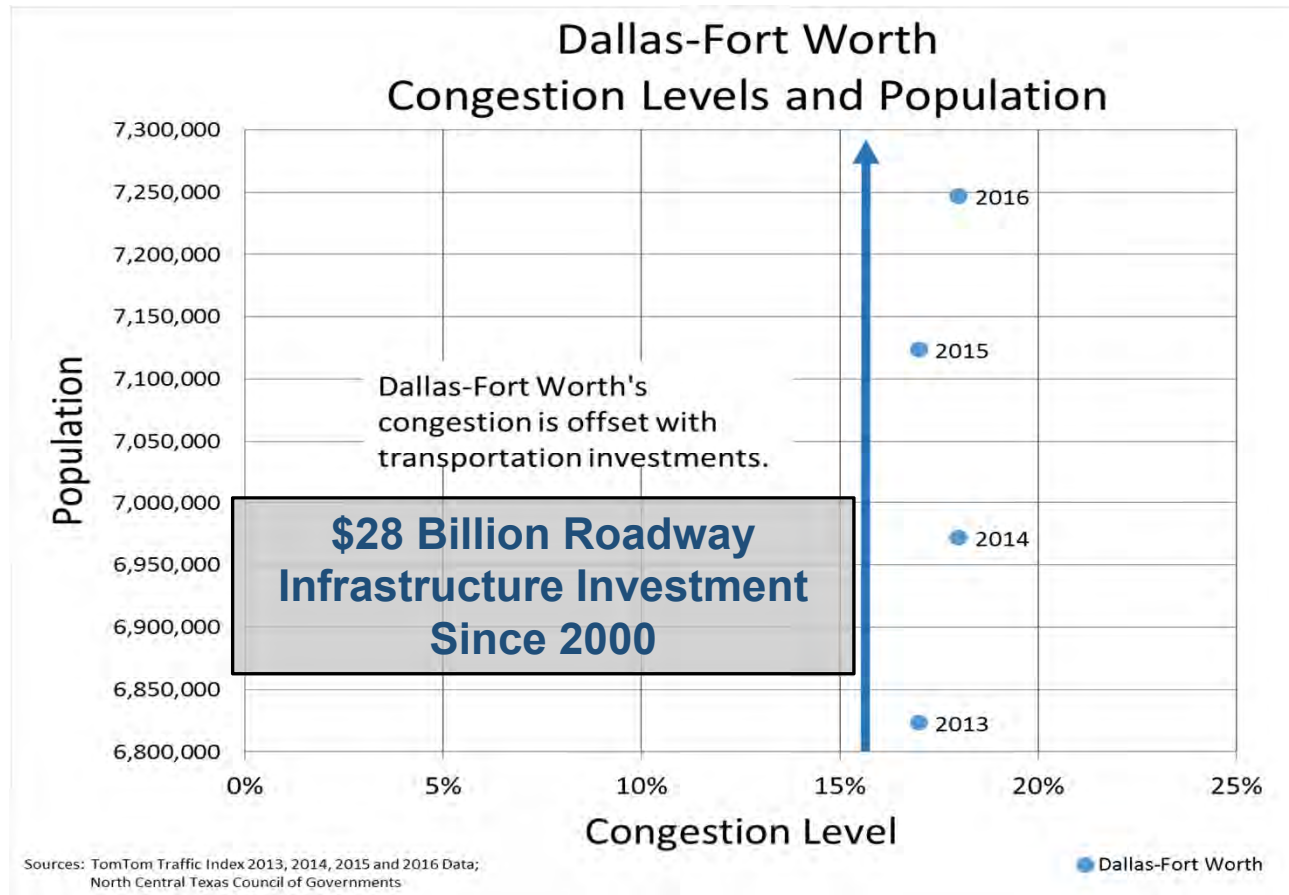 Dallas-Fort Worth
Congestion Levels and Population
7,300,000
7,250,000
7,200,000
7,150,000
7,100,000
7,050,000
7,000,000
6,950,000
6,900,000
6,850,000
6,800,000
Population
2016
2015
Dallas-Fort Worth's
congestion is offset with
transportation investments.
$28 Billion Roadway
Infrastructure Investment
Since 2000
2014
2013
0%
5%
10%
15%
20%
25%
Congestion Level
Sources: TomTom Traffic Index 2013, 2014, 2015 and 2016 Data;
North Central Texas Council of Governments
Dallas-Fort Worth